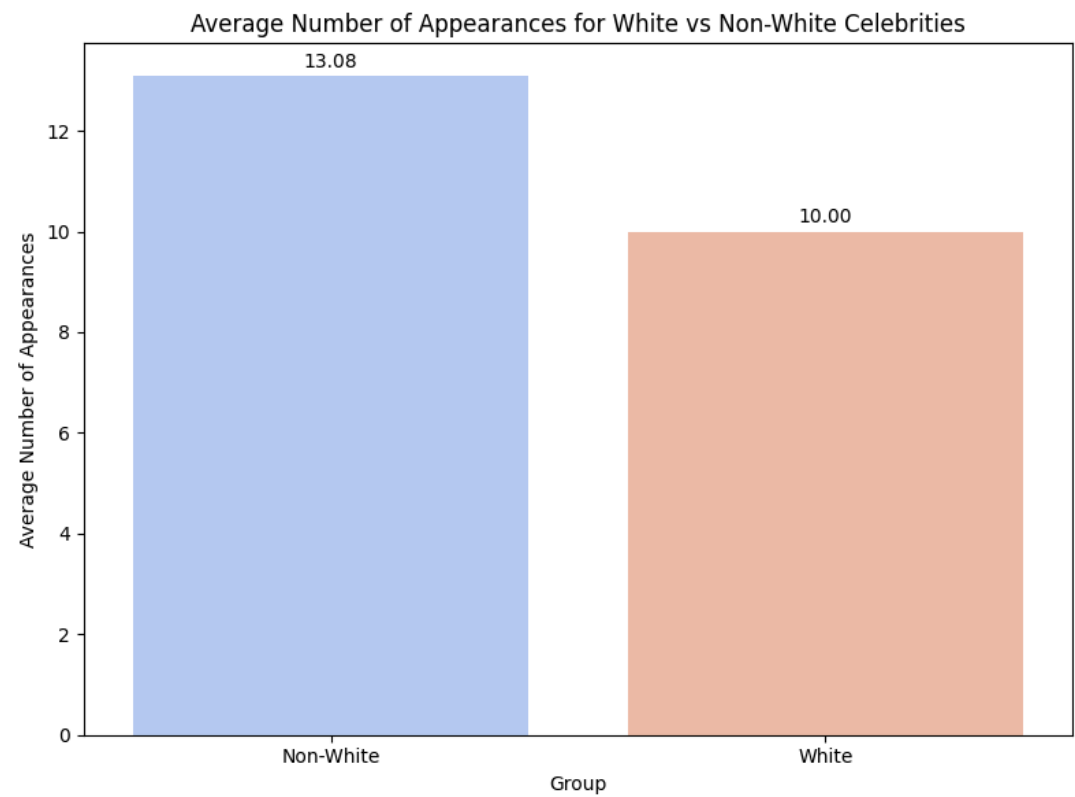 Average Number of Appearances for White vs Non-White Celebrities
13.08
10.00
12
10
8
6
4
2
0
Average Number of Appearances
Non-White
White
Group